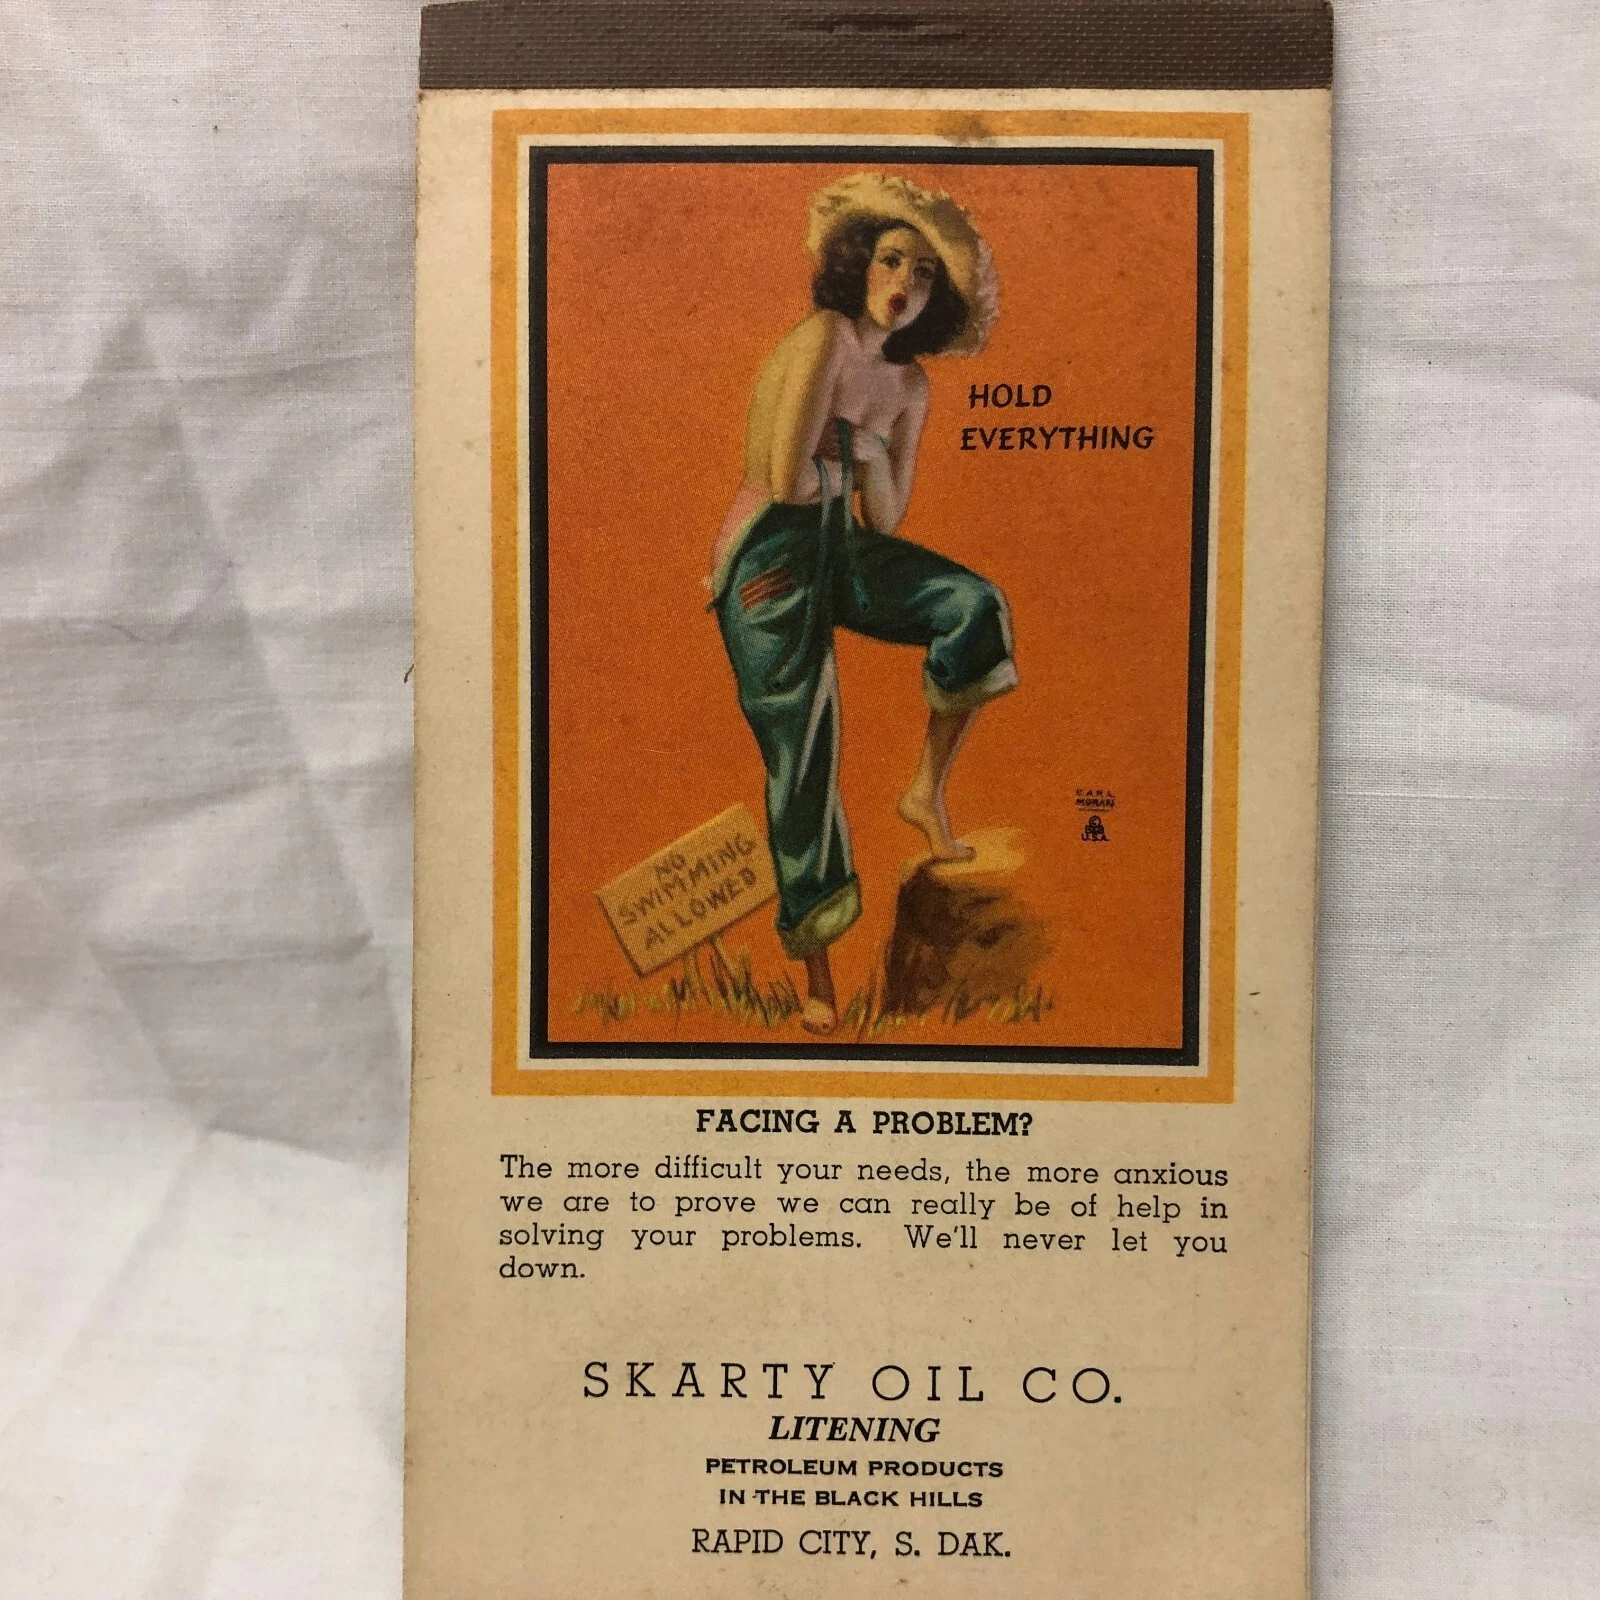 HOLD
EVERYTHING
EARL
MORAN
©
U.S.A.
NO
SWIMMING
ALLOWED
FACING A PROBLEM?
The more difficult your needs, the more anxious
we are to prove we can really be of help in
solving your problems. We'll never let you
down.
SKARTY OIL CO.
LITENING
PETROLEUM PRODUCTS
IN THE BLACK HILLS
RAPID CITY, S. DAK.